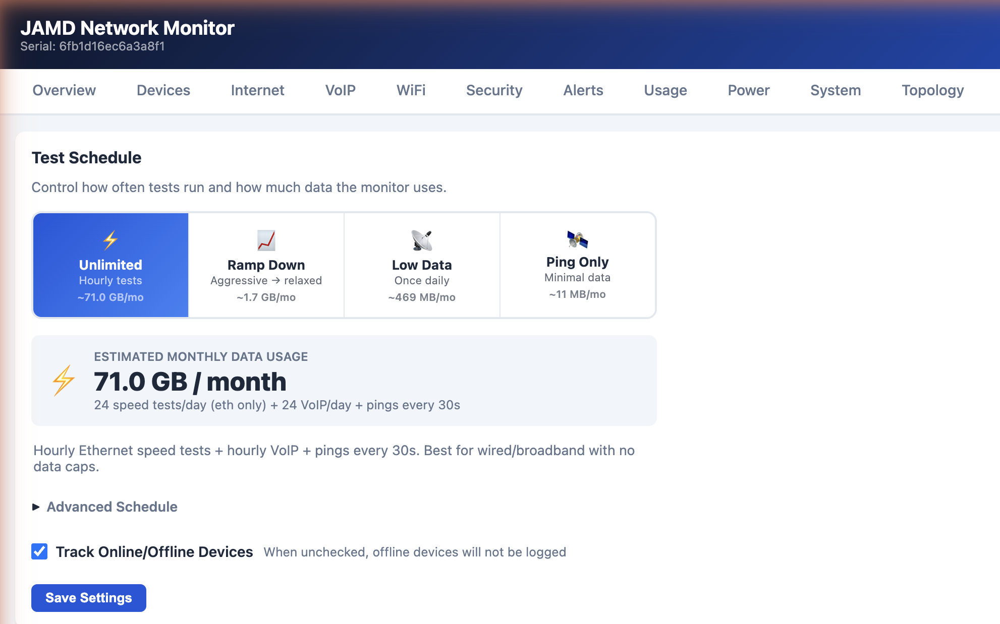 JAMD Network Monitor
Serial: 6fb1d16ec6a3a8f1
Overview Devices Internet VoIP WiFi Security Alerts Usage Power System Topology
Test Schedule
Control how often tests run and how much data the monitor uses.
Unlimited
Hourly tests
~71.0 GB/mo
Ramp Down
Aggressive → relaxed
~1.7 GB/mo
Low Data
Once daily
~469 MB/mo
Ping Only
Minimal data
~11 MB/mo
ESTIMATED MONTHLY DATA USAGE
71.0 GB / month
24 speed tests/day (eth only) + 24 VoIP/day + pings every 30s
Hourly Ethernet speed tests + hourly VoIP + pings every 30s. Best for wired/broadband with no
data caps.
Advanced Schedule
Track Online/Offline Devices When unchecked, offline devices will not be logged
Save Settings